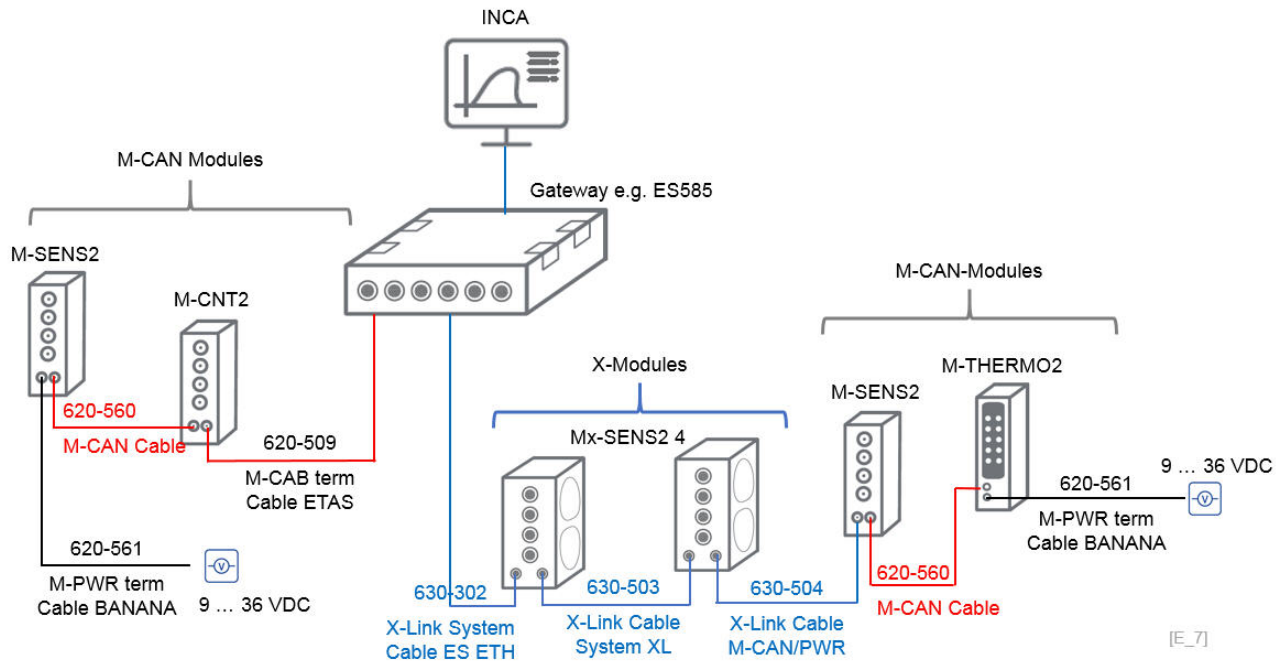 INCA
M-CAN Modules
Gateway e.g. ES585
M-SENS2
M-CNT2
620-560
M-CAN Cable
620-509
M-CAB term
Cable ETAS
620-561
M-PWR term
Cable BANANA
V
9 ... 36 VDC
X-Modules
Mx-SENS2 4
630-302
X-Link System
Cable ES ETH
630-503
X-Link Cable
System XL
630-504
X-Link Cable
M-CAN/PWR
M-CAN-Modules
M-SENS2
M-THERMO2
620-560
M-CAN Cable
620-561
M-PWR term
Cable BANANA
9 ... 36 VDC
V
[E_7]